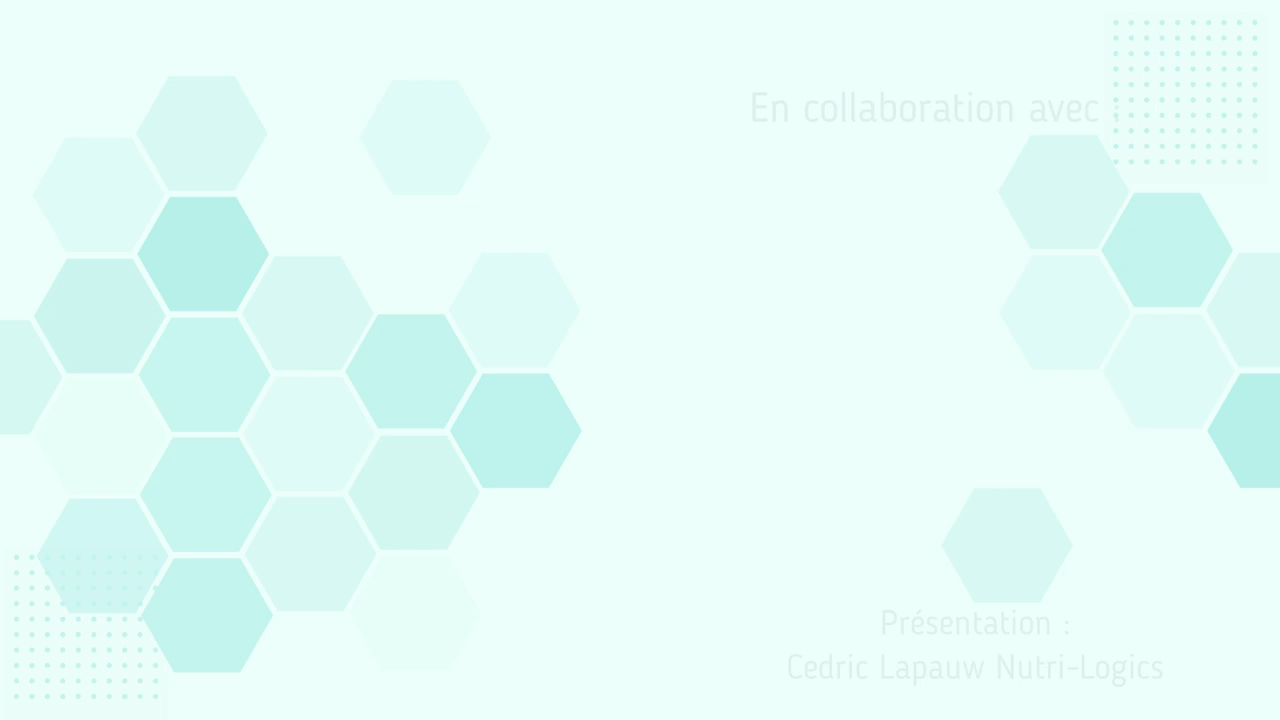 En collaboration avec :
Présentation :
Cedric Lapauw Nutri-Logics